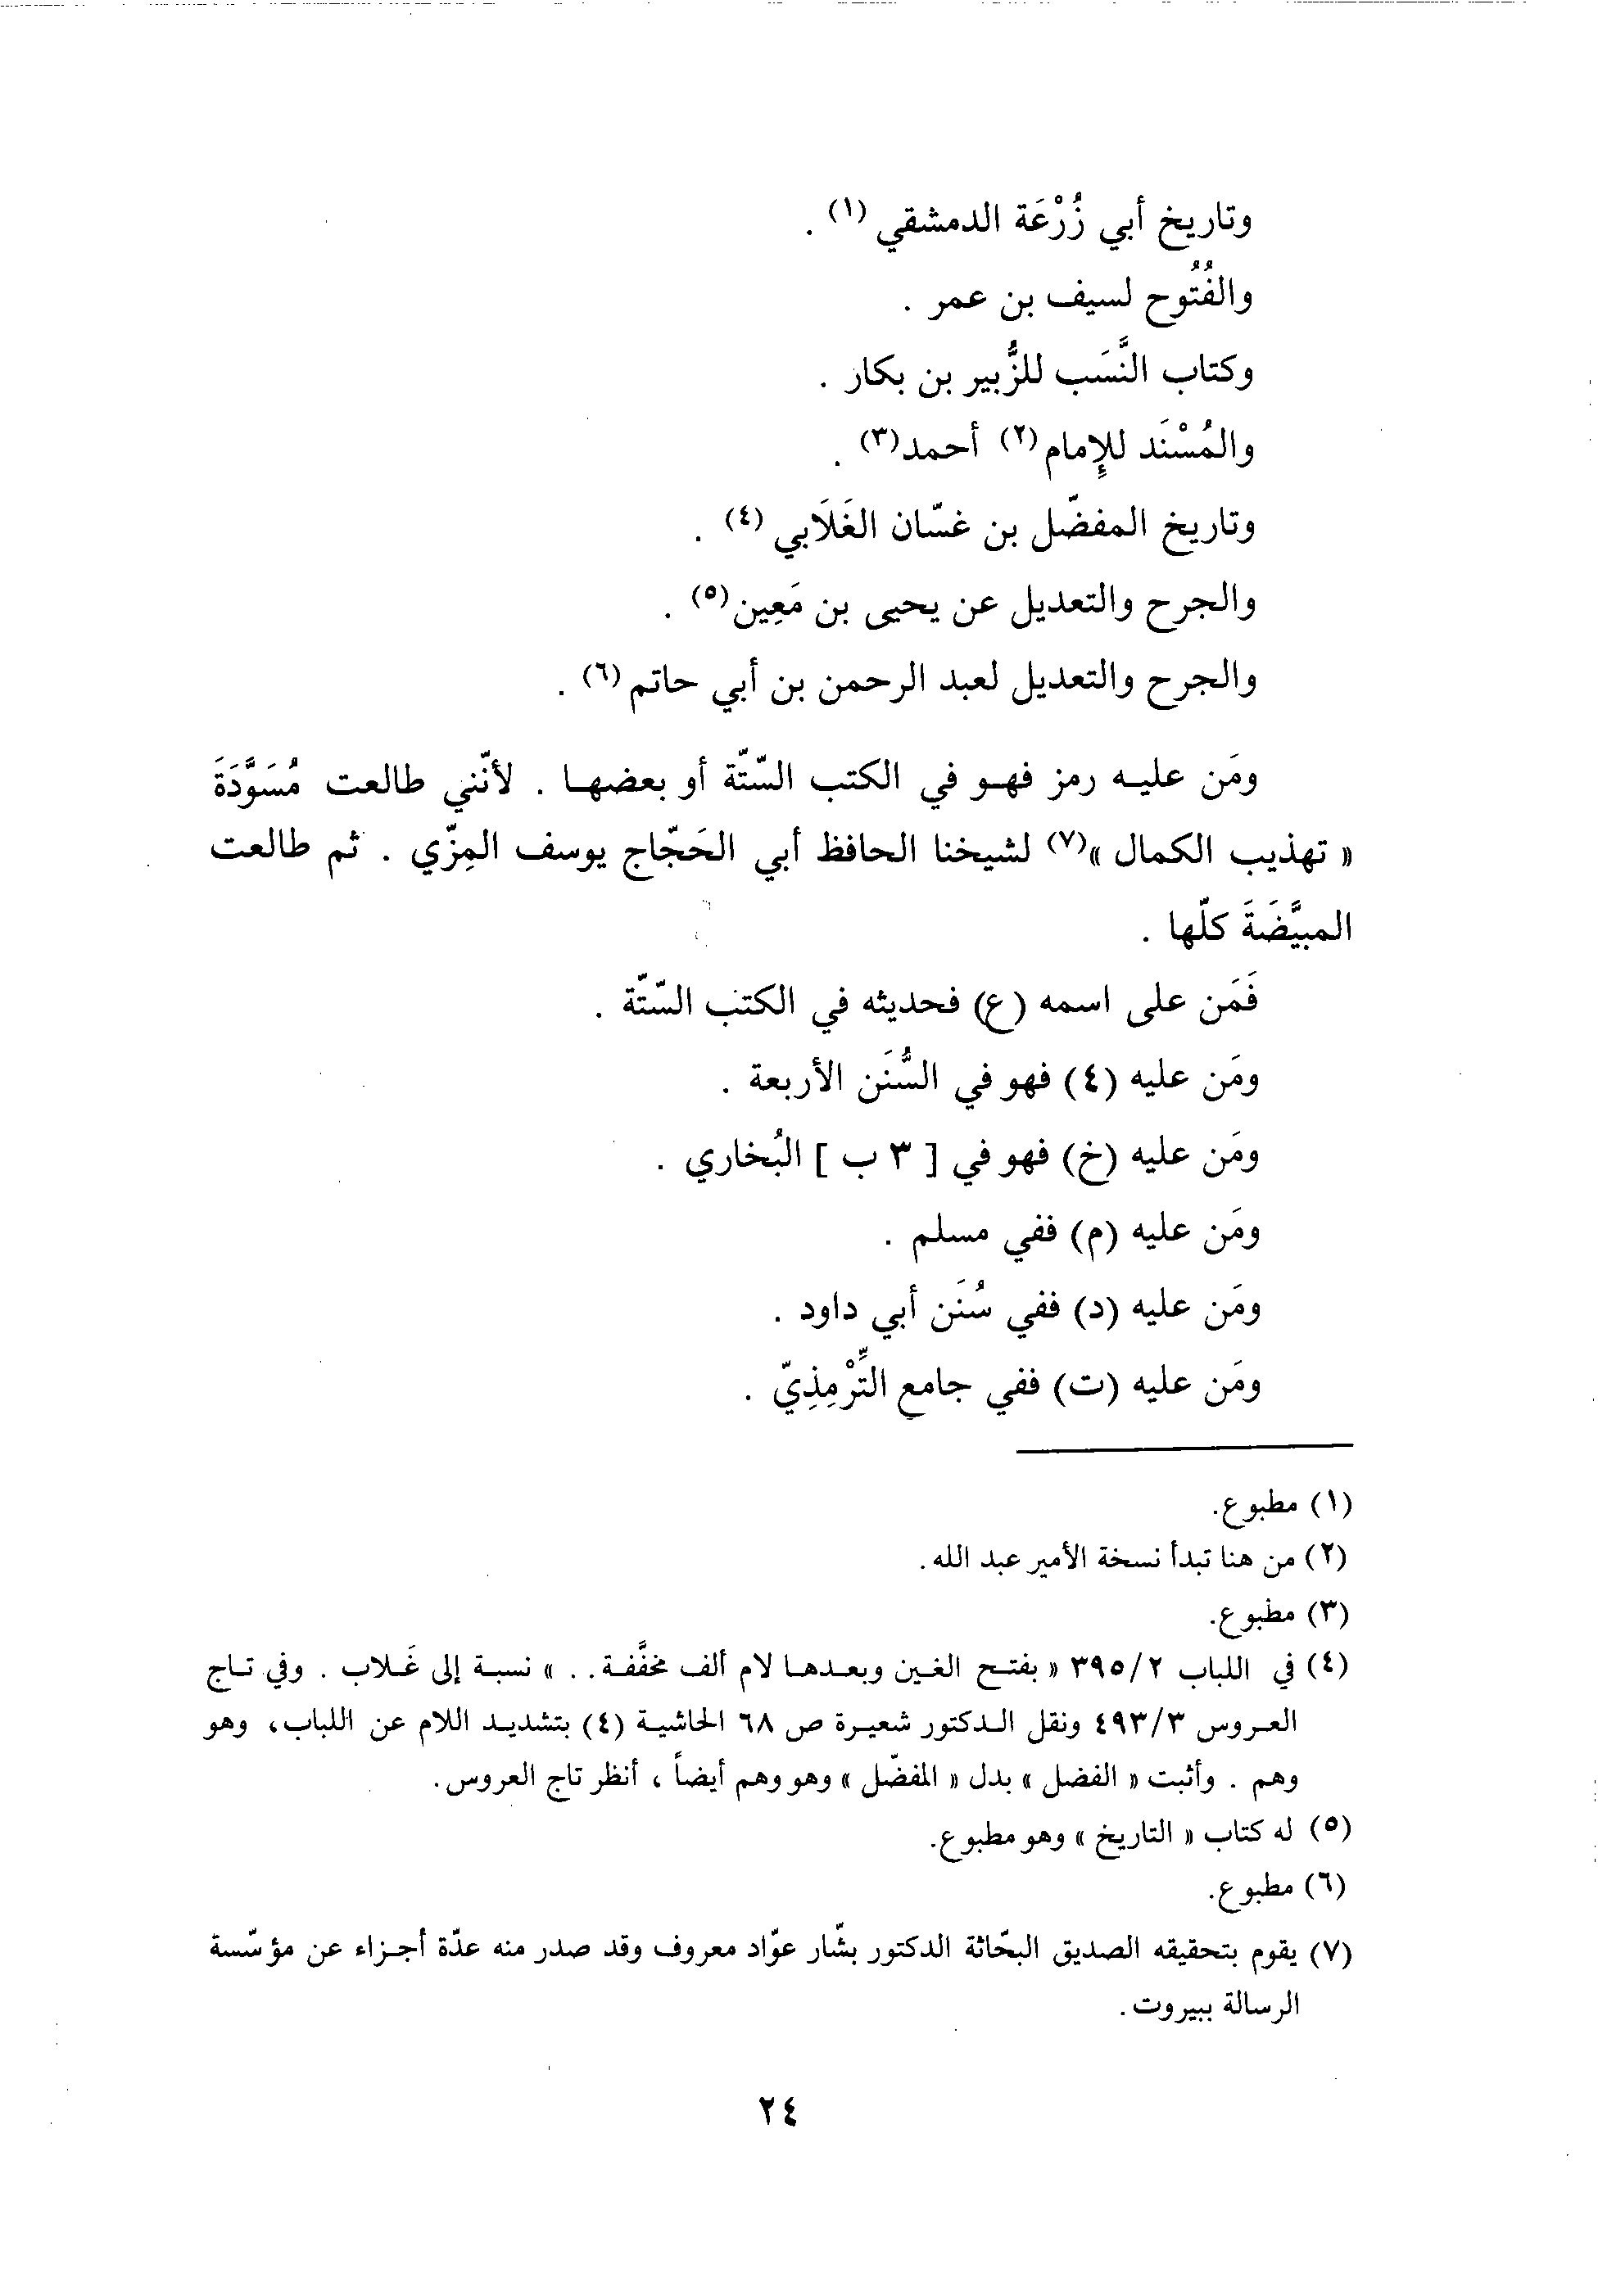 وتاريخ أبي زُرْعَة الدمشقي (١) .
والفُتُوح لسيف بن عمر .
وكتاب النَّسَب للزُّبير بن بكار .
والمُسْنَد للإِمام(٢) أحمد(٣) .
وتاريخ المفضّل بن غسّان الغَلَابي (٤) .
والجرح والتعديل عن يحيى بن مَعِين(٥) .
والجرح والتعديل لعبد الرحمن بن أبي حاتم(٦) .
ومَن عليه رمز فهو في الكتب السّتّة أو بعضها . لأنّني طالعت مُسَوَّدَةَ
« تهذيب الكمال »(٧) لشيخنا الحافظ أبي الحَجّاج يوسف المِزّي . ثم طالعت
المبيَّضَةَ كلّها .
فَمَن على اسمه (ع) فحديثه في الكتب السّتّة .
ومَن عليه (٤) فهو في السُّنَن الأربعة .
ومَن عليه (خ) فهو في [ ٣ ب ] البُخاري .
ومَن عليه (م) ففي مسلم .
ومَن عليه (د) ففي سُنَن أبي داود .
ومَن عليه (ت) ففي جامع التِّرْمِذِيّ .
(١) مطبوع.
(٢) من هنا تبدأ نسخة الأمير عبد الله.
(٣) مطبوع.
(٤) في اللباب ٣٩٥/٢ « بفتح الغين وبعدها لام ألف مخفَّفة. . » نسبة إلى غَلاب . وفي تاج
العروس ٤٩٣/٣ ونقل الدكتور شعيرة ص ٦٨ الحاشية (٤) بتشديد اللام عن اللباب، وهو
وهم . وأثبت « الفضل » بدل « المفضّل » وهو وهم أيضاً ، أنظر تاج العروس.
(٥) له كتاب « التاريخ » وهو مطبوع.
(٦) مطبوع.
(٧) يقوم بتحقيقه الصديق البحّاثة الدكتور بشّار عوّاد معروف وقد صدر منه عدّة أجزاء عن مؤسّسة
الرسالة ببيروت.
٢٤